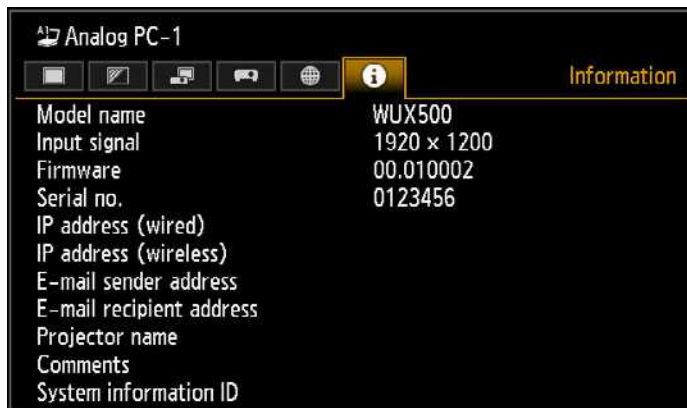 Analog PC-1
Information
Model name WUX500
Input signal 1920 × 1200
Firmware 00.010002
Serial no. 0123456
IP address (wired)
IP address (wireless)
E-mail sender address
E-mail recipient address
Projector name
Comments
System information ID